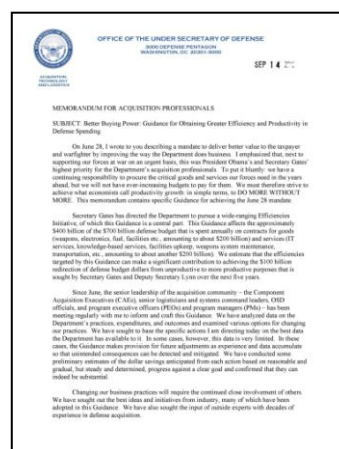 OFFICE OF THE UNDER SECRETARY OF DEFENSE
3000 DEFENSE PENTAGON
WASHINGTON, DC 20301-3000
ACQUISITION,
TECHNOLOGY
AND LOGISTICS
SEP 14
MEMORANDUM FOR ACQUISITION PROFESSIONALS
SUBJECT: Better Buying Power: Guidance for Obtaining Greater Efficiency and Productivity in
Defense Spending
On June 28, I wrote to you describing a mandate to deliver better value to the taxpayer
and warfighter by improving the way the Department does business. I emphasized that, next to
supporting our forces at war on an urgent basis, this was President Obama's and Secretary Gates'
highest priority for the Department's acquisition professionals. To put it bluntly: we have a
continuing responsibility to procure the critical goods and services our forces need in the years
ahead, but we will not have ever-increasing budgets to pay for them. We must therefore strive to
achieve what economists call productivity growth: in simple terms, to DO MORE WITHOUT
MORE. This memorandum contains specific Guidance for achieving the June 28 mandate.
Secretary Gates has directed the Department to pursue a wide-ranging Efficiencies
Initiative, of which this Guidance is a central part. This Guidance affects the approximately
$400 billion of the $700 billion defense budget that is spent annually on contracts for goods
(weapons, electronics, fuel, facilities, etc., amounting to about $200 billion) and services (IT
services, knowledge-based services, facilities upkeep, weapons system maintenance,
transportation, etc., amounting to about another $200 billion). We estimate that the efficiencies
targeted by this Guidance can make a significant contribution to achieving the $100 billion
redirection of defense budget dollars from unproductive to more productive purposes that is
sought by Secretary Gates and Deputy Secretary Lynn over the next five years.
Since June, the senior leadership of the acquisition community – the Component
Acquisition Executives (CAEs), senior logisticians and systems command leaders, OSD
officials, and program executive officers (PEOs) and program managers (PMs) – has been
meeting regularly with me to inform and craft this Guidance. We have analyzed data on the
Department's practices, expenditures, and outcomes and examined various options for changing
our practices. We have sought to base the specific actions I am directing today on the best data
the Department has available to it. In some cases, however, this data is very limited. In these
cases, the Guidance makes provision for future adjustments as experience and data accumulate
so that unintended consequences can be detected and mitigated. We have conducted some
preliminary estimates of the dollar savings anticipated from each action based on reasonable and
gradual, but steady and determined, progress against a clear goal and confirmed that they can
indeed be substantial.
Changing our business practices will require the continued close involvement of others.
We have sought out the best ideas and initiatives from industry, many of which have been
adopted in this Guidance. We have also sought the input of outside experts with decades of
experience in defense acquisition.